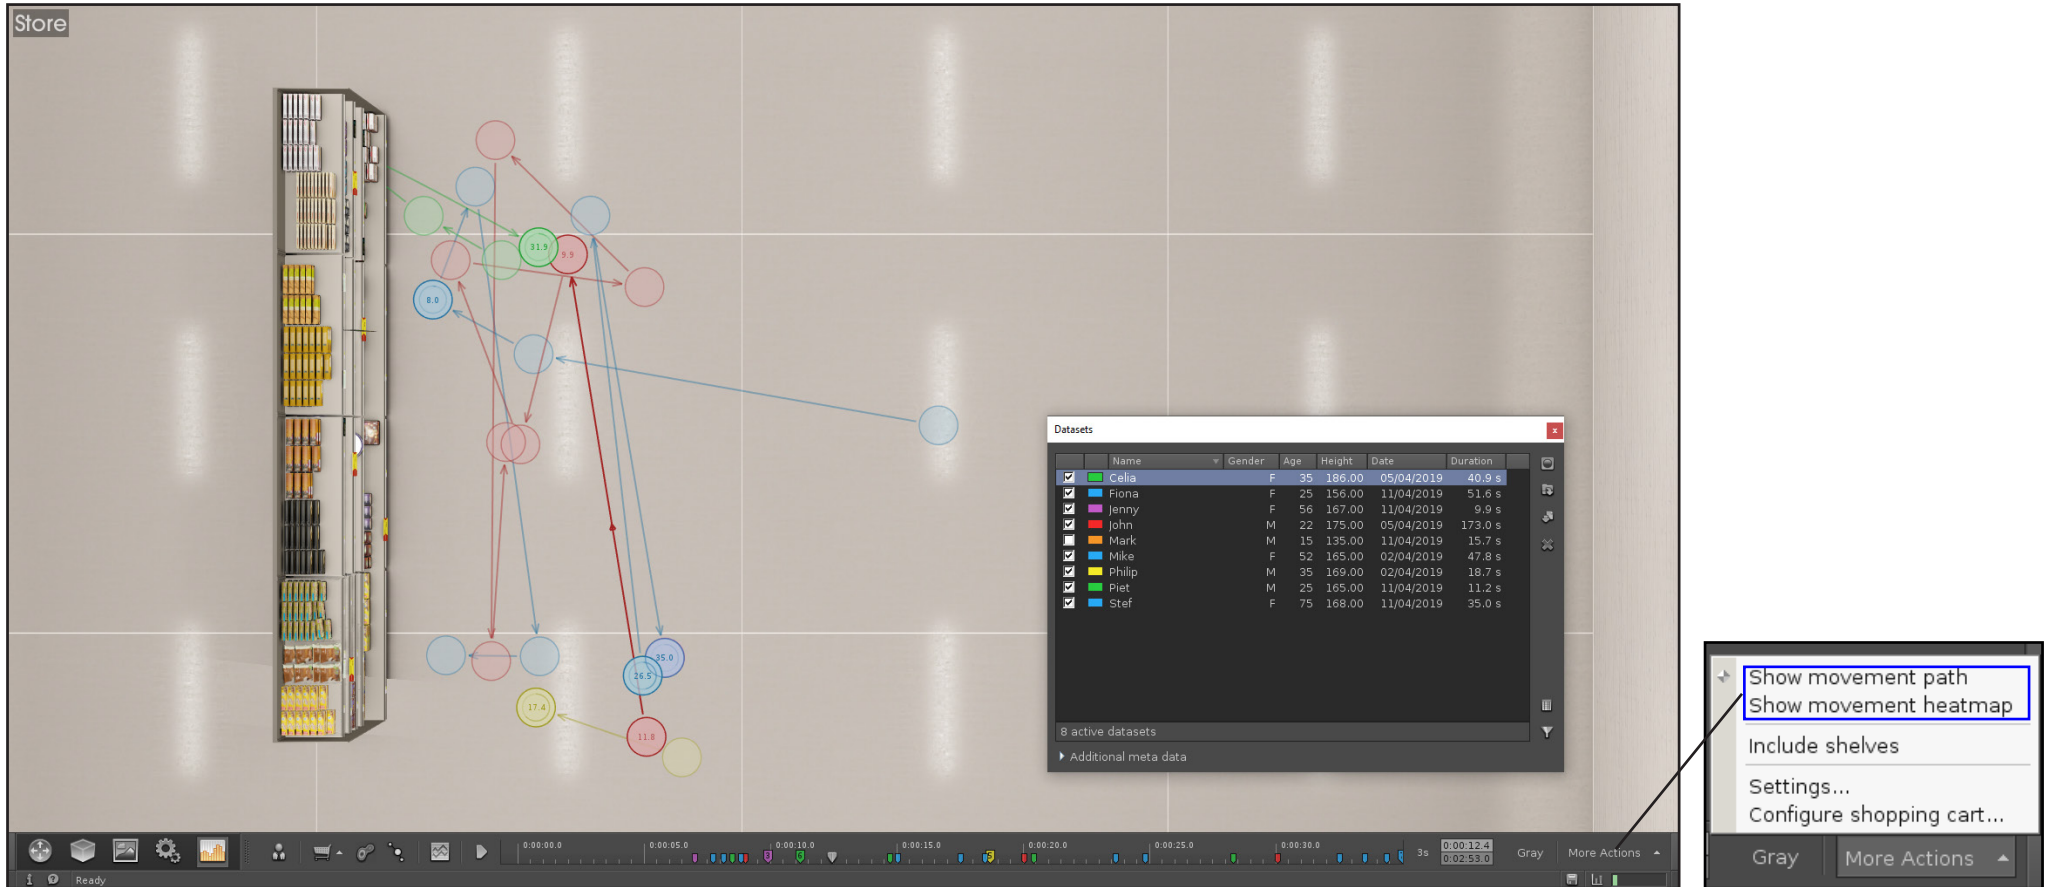 Store
31.9
9.9
8.0
35.0
26.5
17.4
11.8
Datasets
Name Gender Age Height Date Duration
Celia F 35 186.00 05/04/2019 40.9 s
Fiona F 25 156.00 11/04/2019 51.6 s
Jenny F 56 167.00 11/04/2019 9.9 s
John M 22 175.00 05/04/2019 173.0 s
Mark M 15 135.00 11/04/2019 15.7 s
Mike F 52 165.00 02/04/2019 47.8 s
Philip M 35 169.00 02/04/2019 18.7 s
Piet M 25 165.00 11/04/2019 11.2 s
Stef F 75 168.00 11/04/2019 35.0 s
8 active datasets
Additional meta data
Show movement path
Show movement heatmap
Include shelves
Settings...
Configure shopping cart...
Gray More Actions
0:00:00.0 0:00:05.0 0:00:10.0 0:00:15.0 0:00:20.0 0:00:25.0 0:00:30.0
3s
0:00:12.4
0:02:53.0
Gray More Actions
Ready